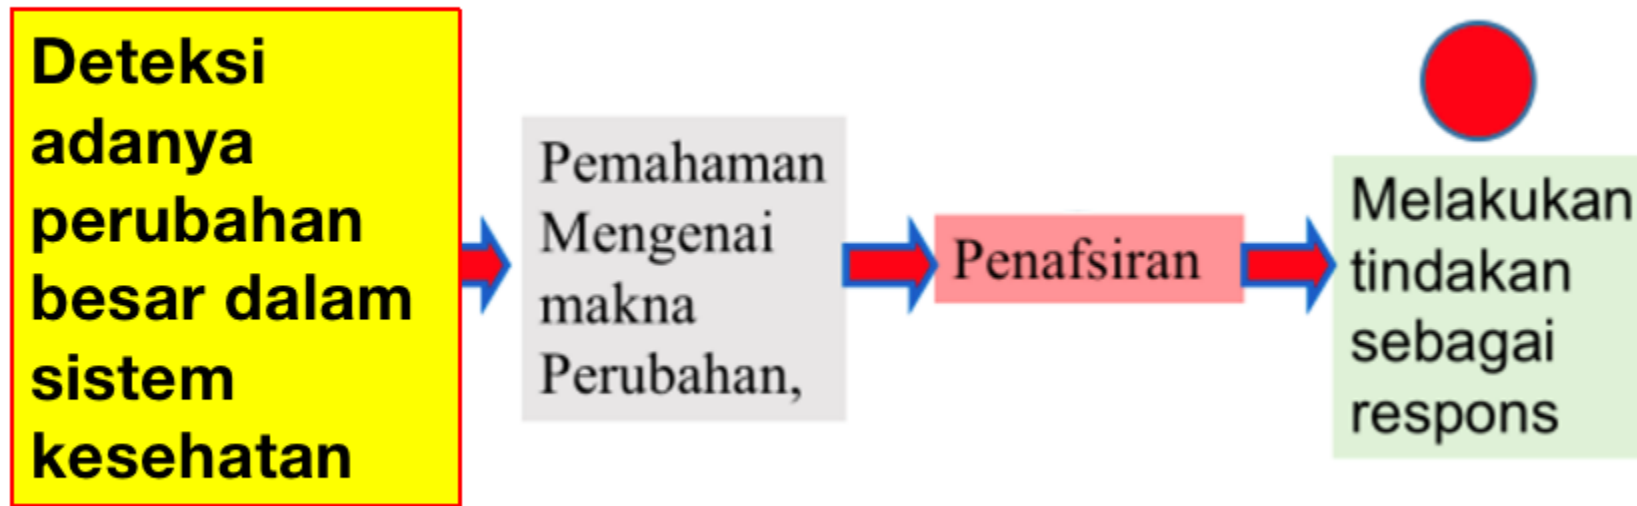 Deteksi
adanya
perubahan
besar dalam
sistem
kesehatan
Pemahaman
Mengenai
makna
Perubahan,
Penafsiran
Melakukan
tindakan
sebagai
respons